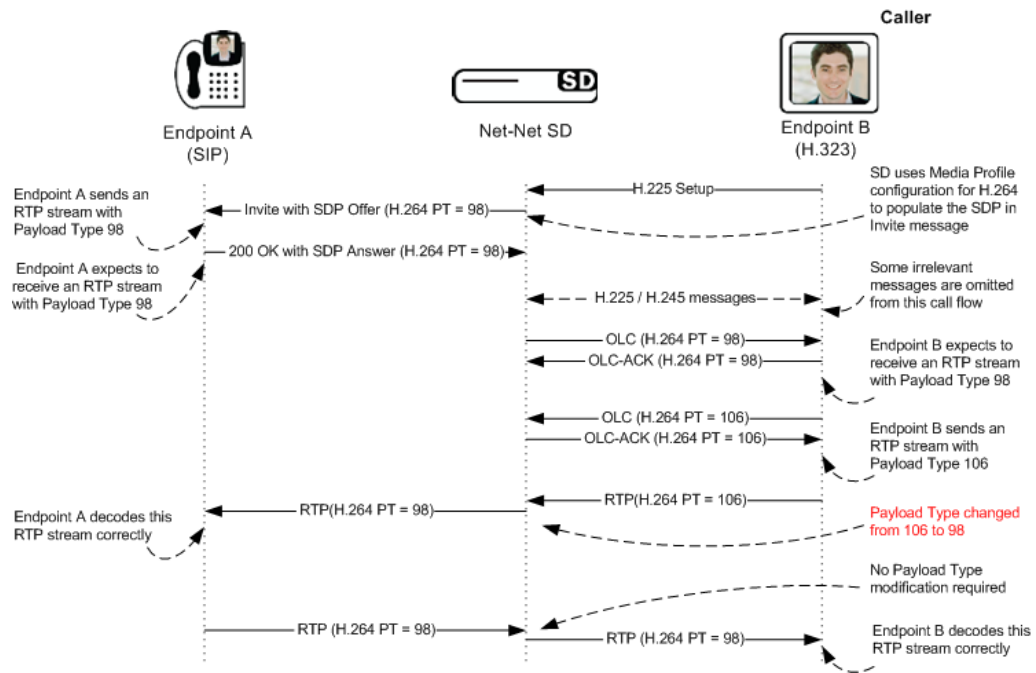 Caller
SD
Endpoint A
(SIP)
Net-Net SD
Endpoint B
(H.323)
Endpoint A sends an
RTP stream with
Payload Type 98
H.225 Setup
SD uses Media Profile
configuration for H.264
to populate the SDP in
Invite message
Invite with SDP Offer (H.264 PT = 98)
200 OK with SDP Answer (H.264 PT = 98)
Endpoint A expects to
receive an RTP stream
with Payload Type 98
Some irrelevant
messages are omitted
from this call flow
H.225 / H.245 messages
OLC (H.264 PT = 98)
OLC-ACK (H.264 PT = 98)
Endpoint B expects to
receive an RTP stream
with Payload Type 98
OLC (H.264 PT = 106)
OLC-ACK (H.264 PT = 106)
Endpoint B sends an
RTP stream with
Payload Type 106
RTP(H.264 PT = 106)
RTP(H.264 PT = 98)
Endpoint A decodes this
RTP stream correctly
Payload Type changed
from 106 to 98
No Payload Type
modification required
RTP (H.264 PT = 98)
RTP (H.264 PT = 98)
Endpoint B decodes this
RTP stream correctly